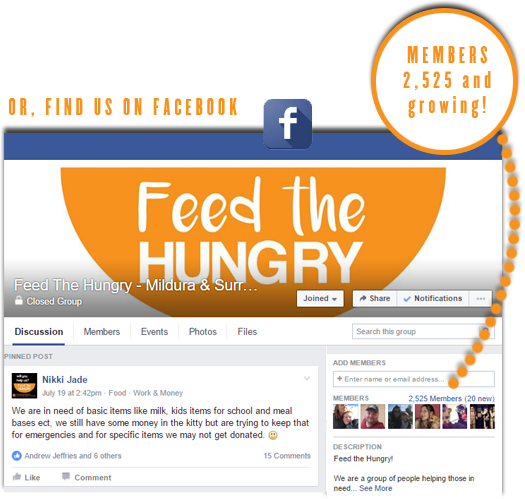 MEMBERS
2,525 and
growing!
OR, FIND US ON FACEBOOK
f
Feed the
HUNGRY
Feed The Hungry - Mildura & Surr...
Closed Group
Joined
Share
Notifications
Discussion
Members
Events
Photos
Files
Search this group
PINNED POST
Nikki Jade
July 19 at 2:42pm · Food · Work & Money
We are in need of basic items like milk, kids items for school and meal
bases ect, we still have some money in the kitty but are trying to keep that
for emergencies and for specific items we may not get donated.
Andrew Jeffries and 6 others
15 Comments
Like
Comment
ADD MEMBERS
+ Enter name or email address...
MEMBERS
2,525 Members (20 new)
DESCRIPTION
Feed the Hungry!
We are a group of people helping those in
need... See More